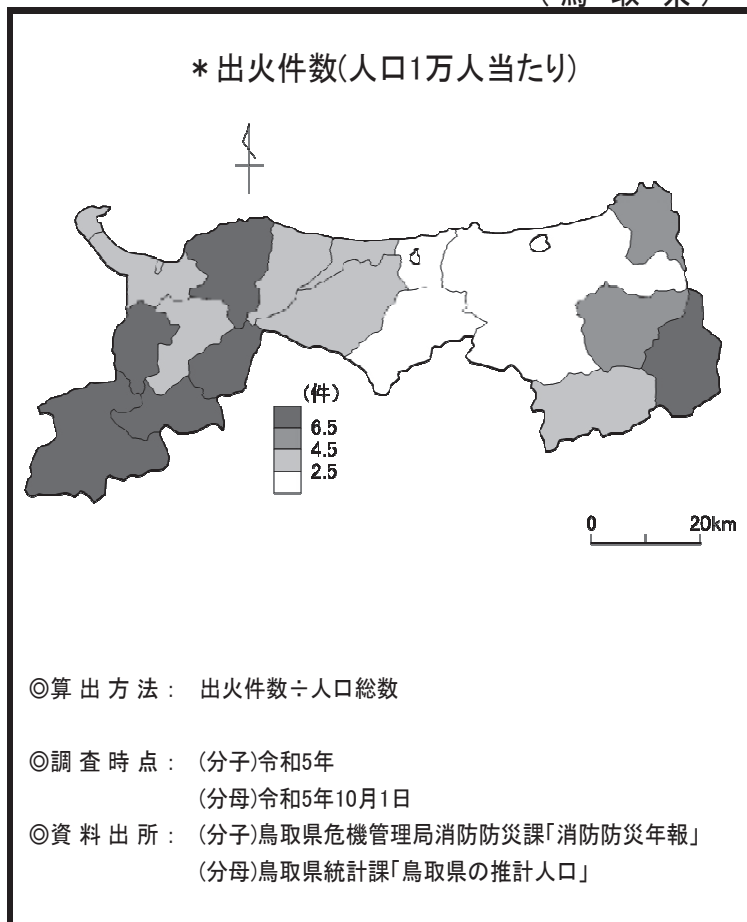 (鳥 取 県)
*出火件数(人口1万人当たり)
(件)
6.5
4.5
2.5
0 20km
◎算出方法: 出火件数÷人口総数
◎調査時点: (分子)令和5年
(分母)令和5年10月1日
◎資料出所: (分子)鳥取県危機管理局消防防災課「消防防災年報」
(分母)鳥取県統計課「鳥取県の推計人口」